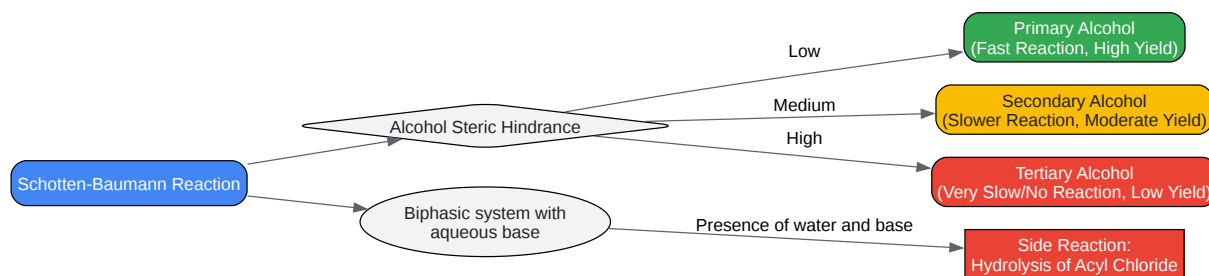 Schotten-Baumann Reaction
Alcohol Steric Hindrance
Low
Primary Alcohol
(Fast Reaction, High Yield)
Medium
Secondary Alcohol
(Slower Reaction, Moderate Yield)
High
Tertiary Alcohol
(Very Slow/No Reaction, Low Yield)
Biphasic system with
aqueous base
Presence of water and base
Side Reaction:
Hydrolysis of Acyl Chloride